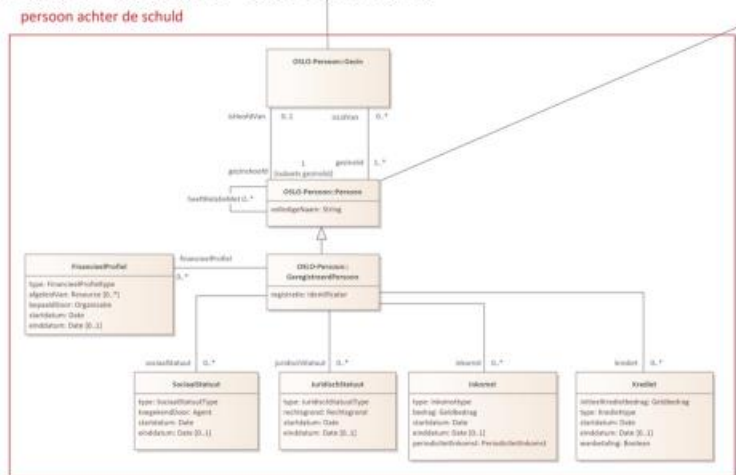 persoon achter de schuld
OSLO-Persoon::Gezin
isHoofdVan
0..1
isLidVan
0..*
1
gezinshoofd
{subsets gezinslid}
gezinslid
1..*
OSLO-Persoon::Persoon
volledigeNaam: String
heeftRelatieMet 0..*
FinancieelProfiel
type: FinancieelProfielType
afgeleidVan: Resource [0..*]
bepaaldDoor: Organisatie
startdatum: Date
einddatum: Date [0..1]
financieelProfiel
0..*
OSLO-Persoon::
GeregistreerdPersoon
registratie: Identificator
sociaalStatuut
0..*
juridischStatuut
0..*
inkomst
0..*
krediet
0..*
SociaalStatuut
type: SociaalStatuutType
toegekendDoor: Agent
startdatum: Date
einddatum: Date [0..1]
JuridischStatuut
type: JuridischStatuutType
rechtsgrond: Rechtsgrond
startdatum: Date
einddatum: Date [0..1]
Inkomst
type: Inkomsttype
bedrag: Geldbedrag
startdatum: Date
einddatum: Date [0..1]
periodiciteitInkomst: PeriodiciteitInkomst
Krediet
initieelKredietbedrag: Geldbedrag
type: Krediettype
startdatum: Date
einddatum: Date [0..1]
wanbetaling: Boolean